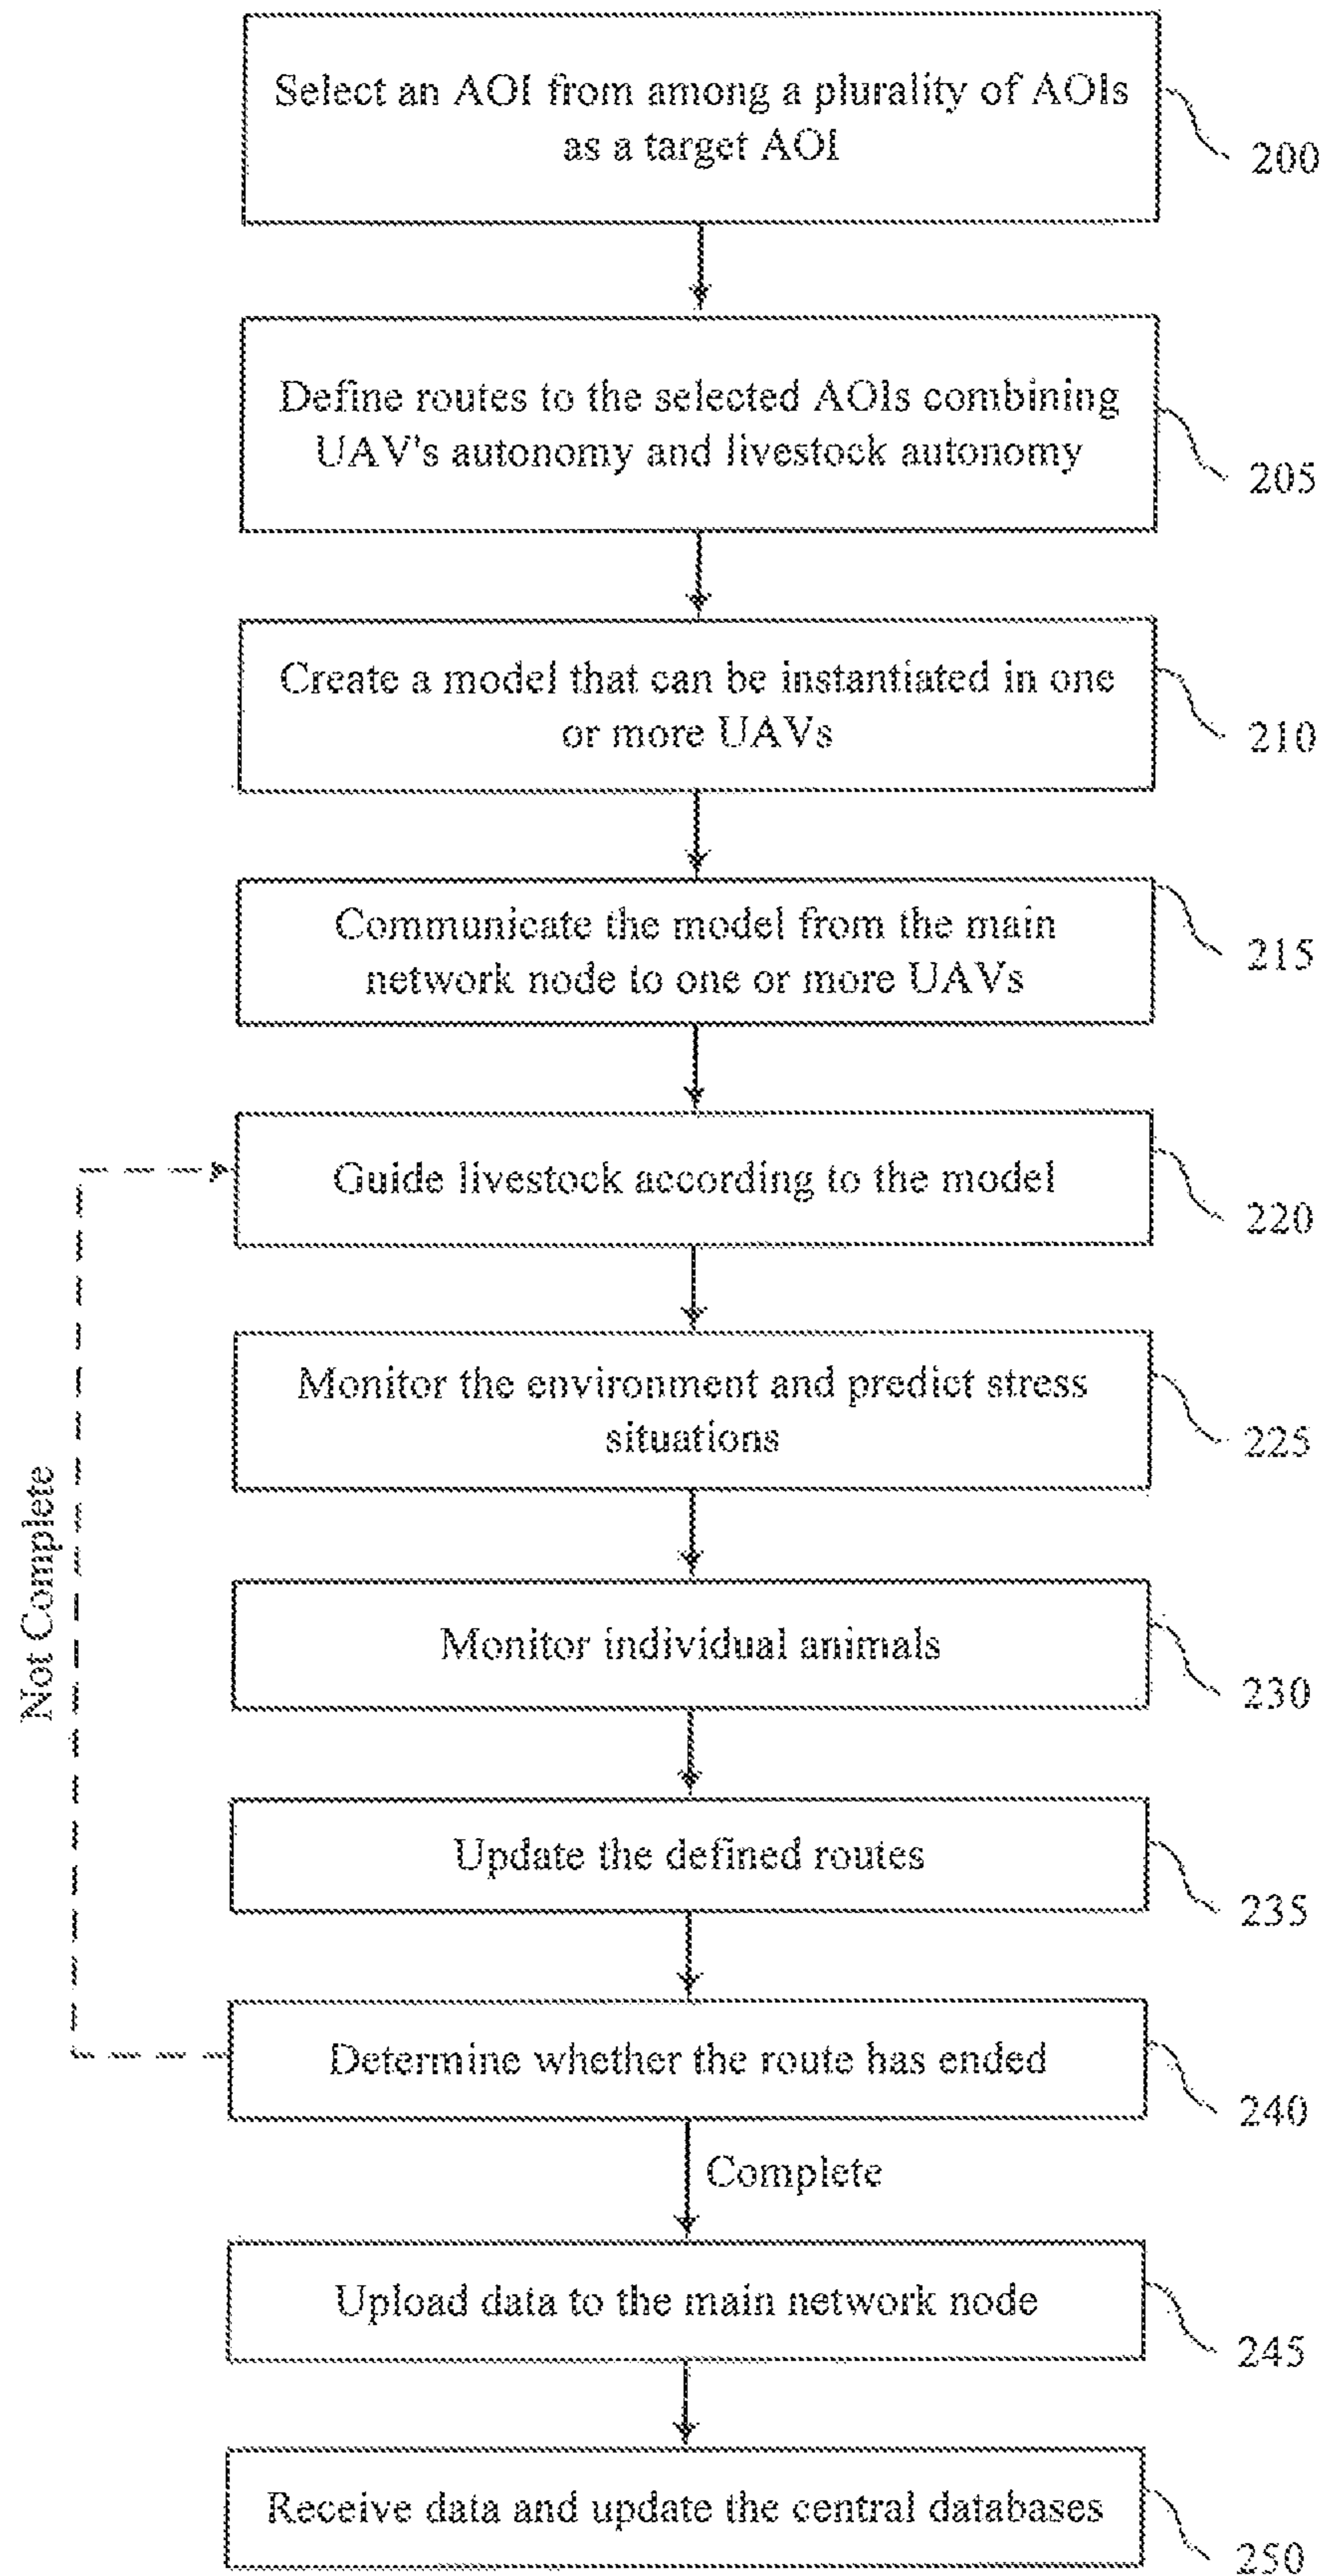 Select an AOI from among a plurality of AOIs
as a target AOI
200
Define routes to the selected AOIs combining
UAV's autonomy and livestock autonomy
205
Create a model that can be instantiated in one
or more UAVs
210
Communicate the model from the main
network node to one or more UAVs
215
Guide livestock according to the model
220
Monitor the environment and predict stress
situations
225
Not Complete
Monitor individual animals
230
Update the defined routes
235
Determine whether the route has ended
240
Complete
Upload data to the main network node
245
Receive data and update the central databases
250